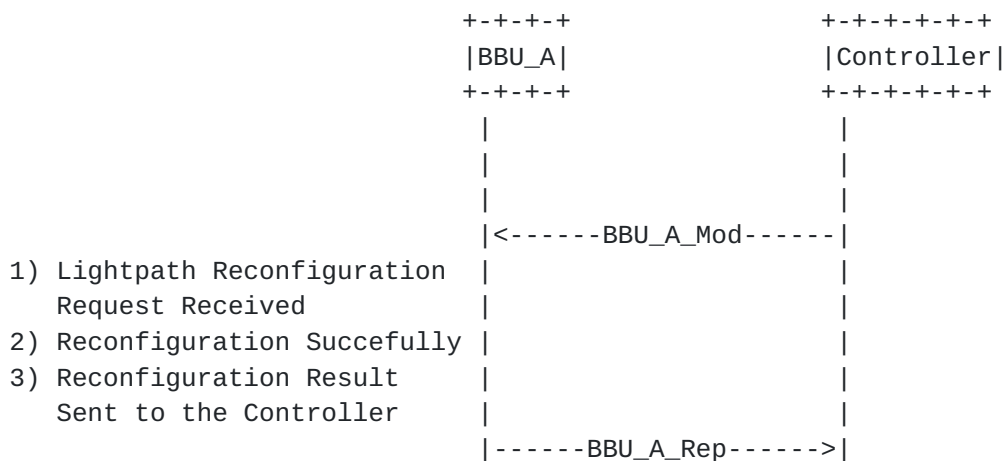 +-+-+-+ +-+-+-+-+-+
|BBU_A| |Controller|
+-+-+-+ +-+-+-+-+-+
| |
| |
| |
|<------BBU_A_Mod------|
1) Lightpath Reconfiguration | |
Request Received | |
2) Reconfiguration Succefully | |
3) Reconfiguration Result | |
Sent to the Controller | |
|------BBU_A_Rep------>|